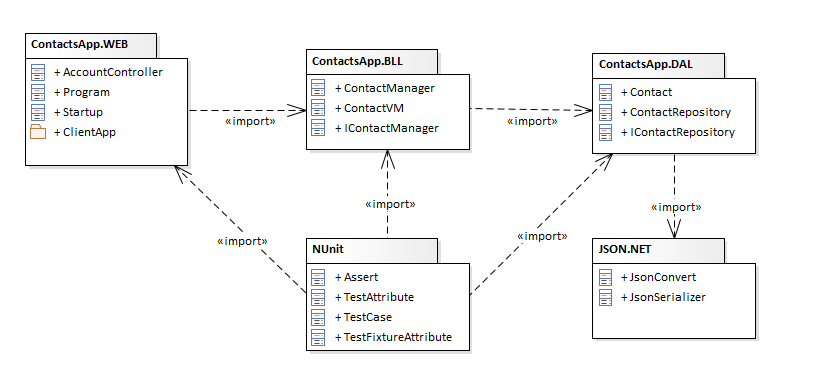 ContactsApp.WEB
+ AccountController
+ Program
+ Startup
+ ClientApp
«import»
ContactsApp.BLL
+ ContactManager
+ ContactVM
+ IContactManager
«import»
ContactsApp.DAL
+ Contact
+ ContactRepository
+ IContactRepository
«import»
«import»
«import»
«import»
NUnit
+ Assert
+ TestAttribute
+ TestCase
+ TestFixtureAttribute
JSON.NET
+ JsonConvert
+ JsonSerializer